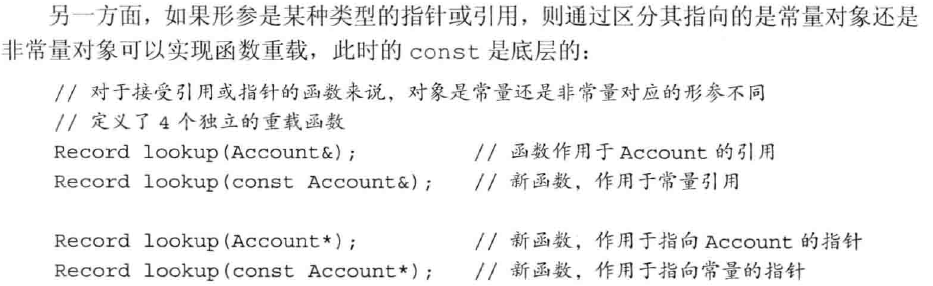 另一方面，如果形参是某种类型的指针或引用，则通过区分其指向的是常量对象还是
非常量对象可以实现函数重载，此时的 const 是底层的：
// 对于接受引用或指针的函数来说，对象是常量还是非常量对应的形参不同
// 定义了 4 个独立的重载函数
Record lookup(Account&); // 函数作用于 Account 的引用
Record lookup(const Account&); // 新函数，作用于常量引用
Record lookup(Account*); // 新函数，作用于指向 Account 的指针
Record lookup(const Account*); // 新函数，作用于指向常量的指针